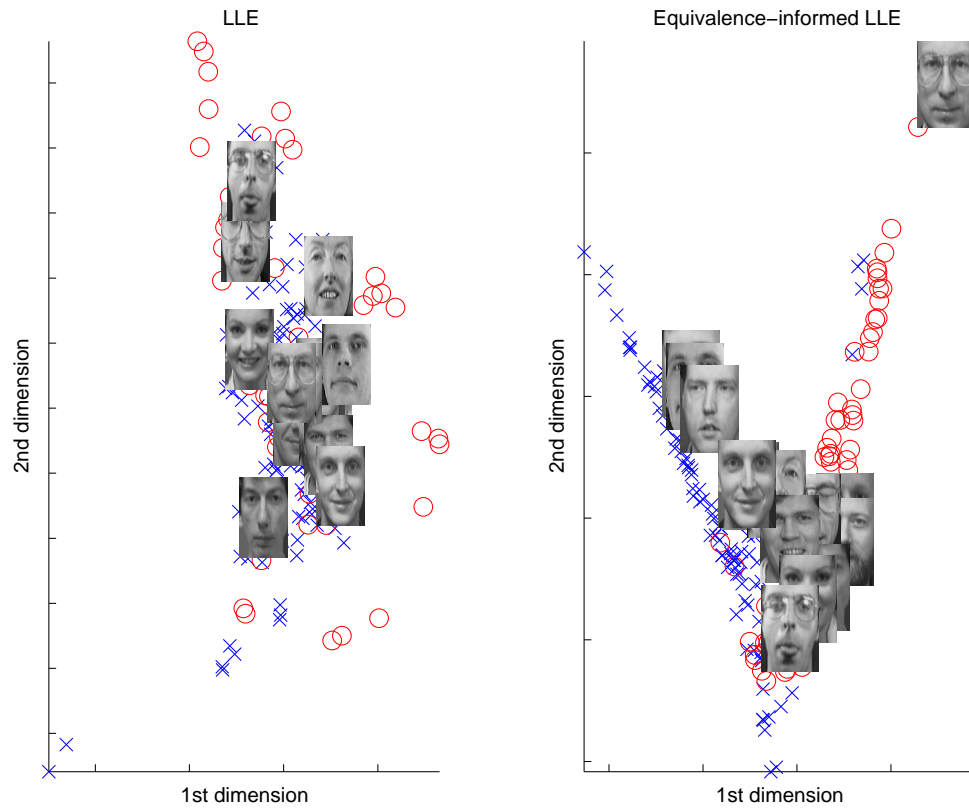 LLE
Equivalence−informed LLE
2nd dimension
2nd dimension
1st dimension
1st dimension